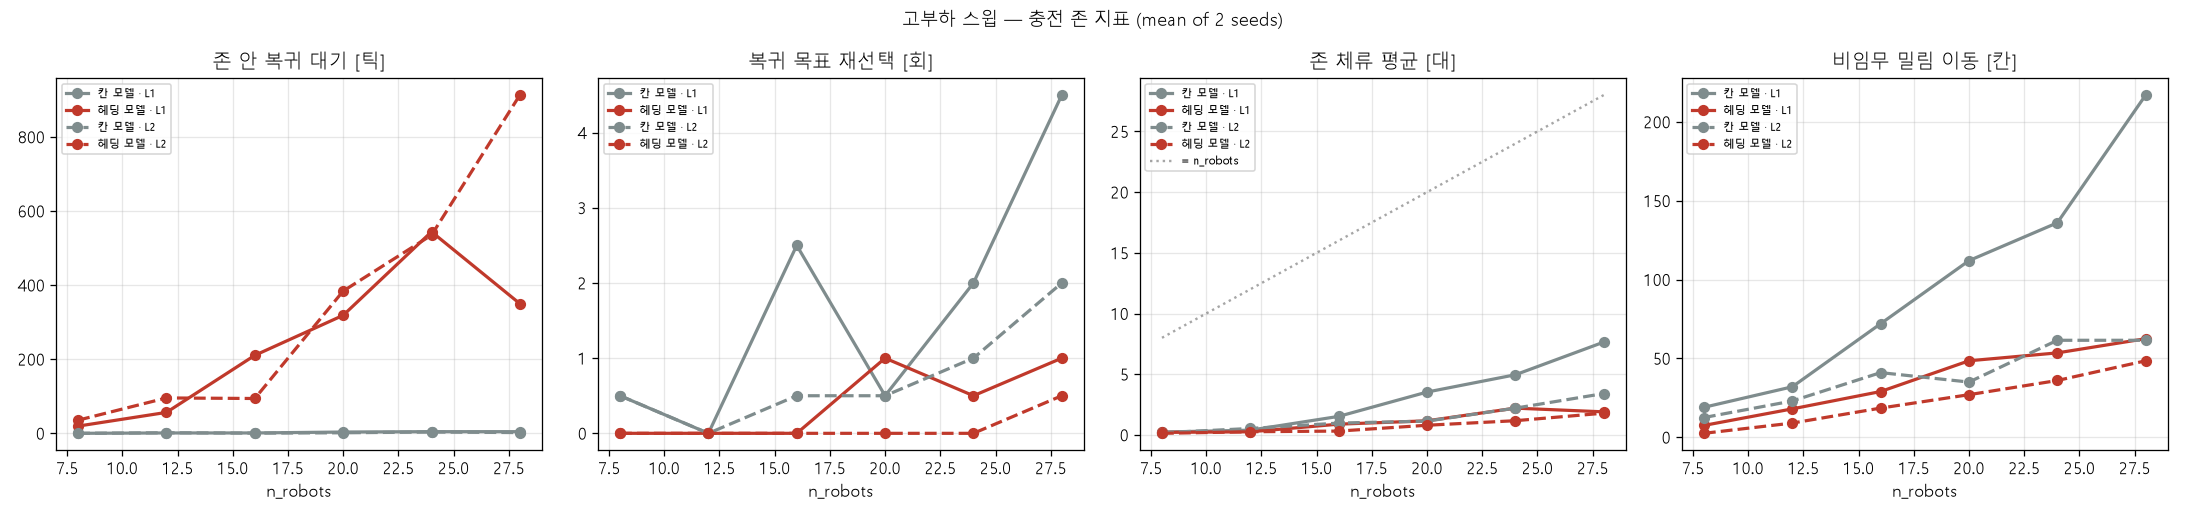 고부하 스윕 — 충전 존 지표 (mean of 2 seeds)
존 안 복귀 대기 [틱]
칸 모델 · L1
헤딩 모델 · L1
칸 모델 · L2
헤딩 모델 · L2
800
600
400
200
0
7.5 10.0 12.5 15.0 17.5 20.0 22.5 25.0 27.5
n_robots
복귀 목표 재선택 [회]
칸 모델 · L1
헤딩 모델 · L1
칸 모델 · L2
헤딩 모델 · L2
4
3
2
1
0
7.5 10.0 12.5 15.0 17.5 20.0 22.5 25.0 27.5
n_robots
존 체류 평균 [대]
칸 모델 · L1
헤딩 모델 · L1
칸 모델 · L2
헤딩 모델 · L2
= n_robots
25
20
15
10
5
0
7.5 10.0 12.5 15.0 17.5 20.0 22.5 25.0 27.5
n_robots
비임무 밀림 이동 [칸]
칸 모델 · L1
헤딩 모델 · L1
칸 모델 · L2
헤딩 모델 · L2
200
150
100
50
0
7.5 10.0 12.5 15.0 17.5 20.0 22.5 25.0 27.5
n_robots